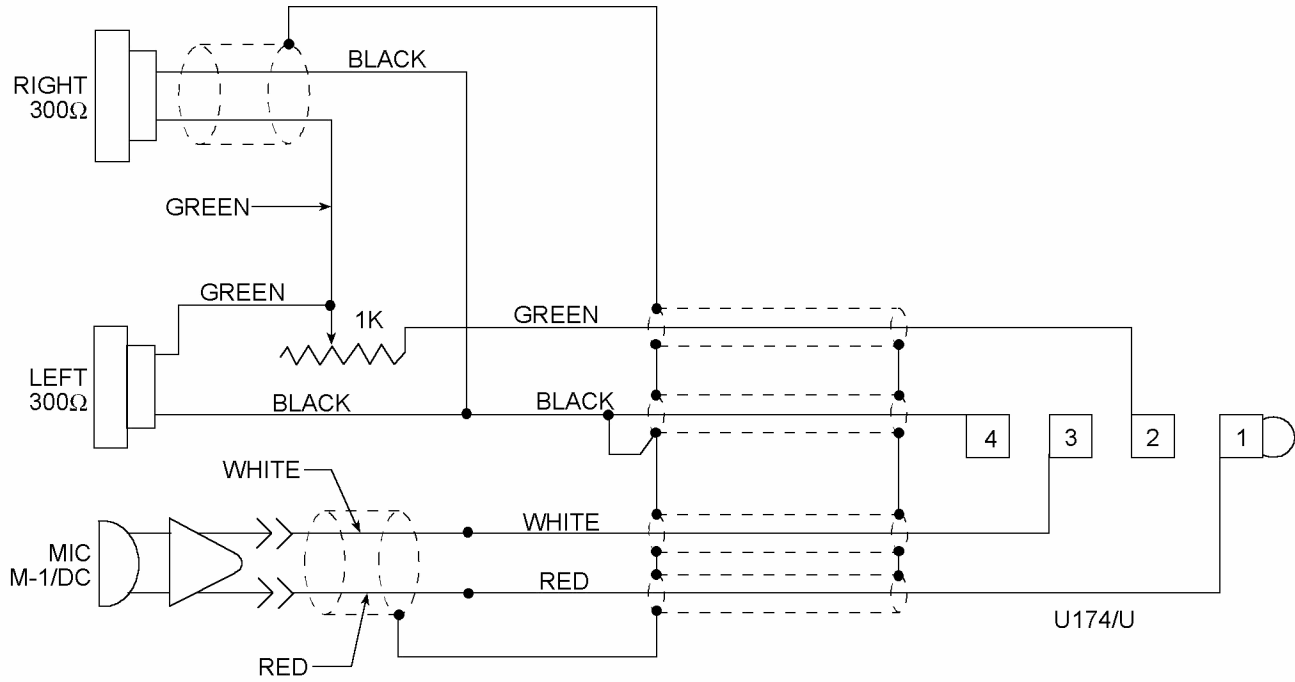 BLACK
RIGHT
300Ω
GREEN
GREEN
1K
GREEN
LEFT
300Ω
BLACK
BLACK
4
3
2
1
WHITE
WHITE
MIC
M-1/DC
RED
U174/U
RED